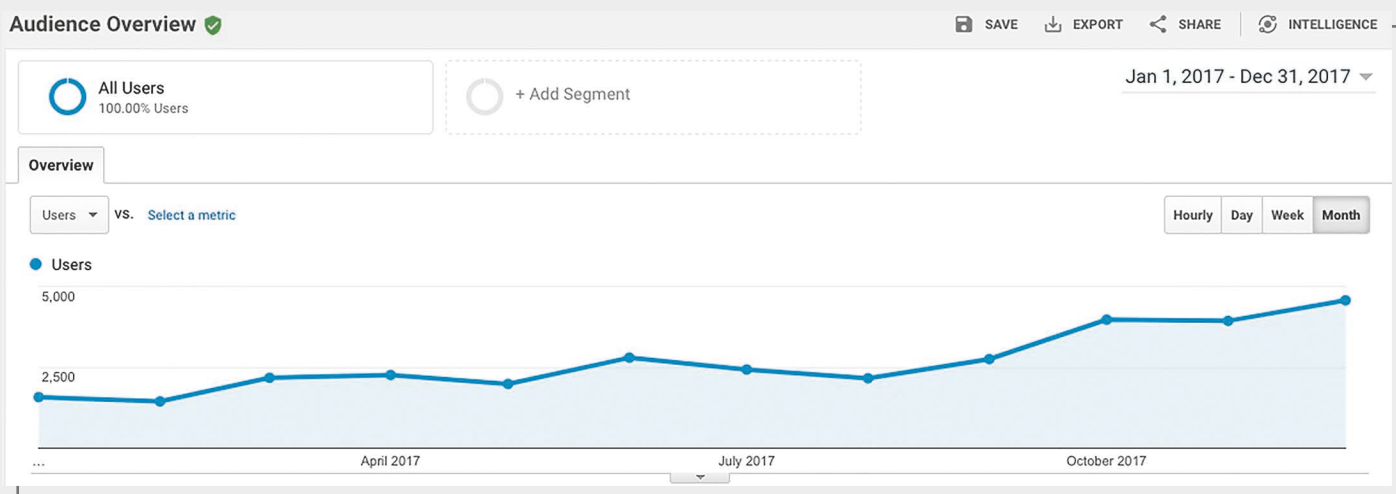 Audience Overview
SAVE EXPORT SHARE INTELLIGENCE
All Users
100.00% Users
+ Add Segment
Jan 1, 2017 - Dec 31, 2017
Overview
Users VS. Select a metric
Hourly Day Week Month
Users
5,000
2,500
... April 2017 July 2017 October 2017